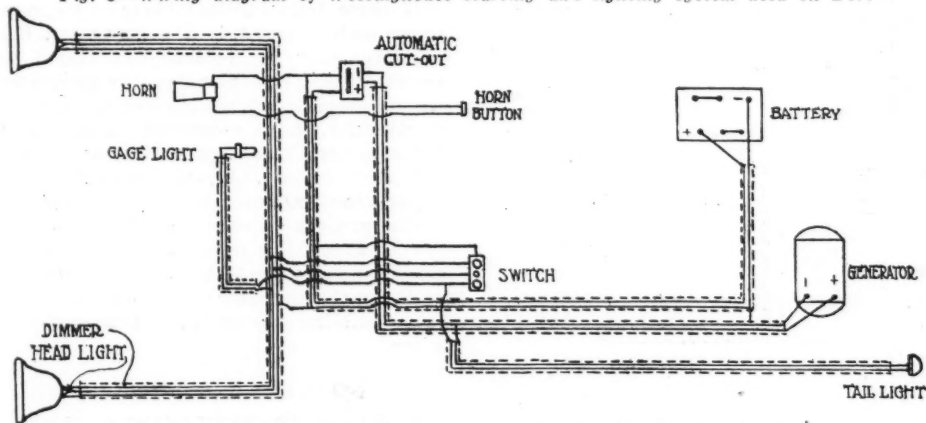 AUTOMATIC
CUT-OUT
HORN
HORN
BUTTON
BATTERY
GAGE LIGHT
SWITCH
GENERATOR
DIMMER
HEAD LIGHT
TAIL LIGHT
- +
- +
- +